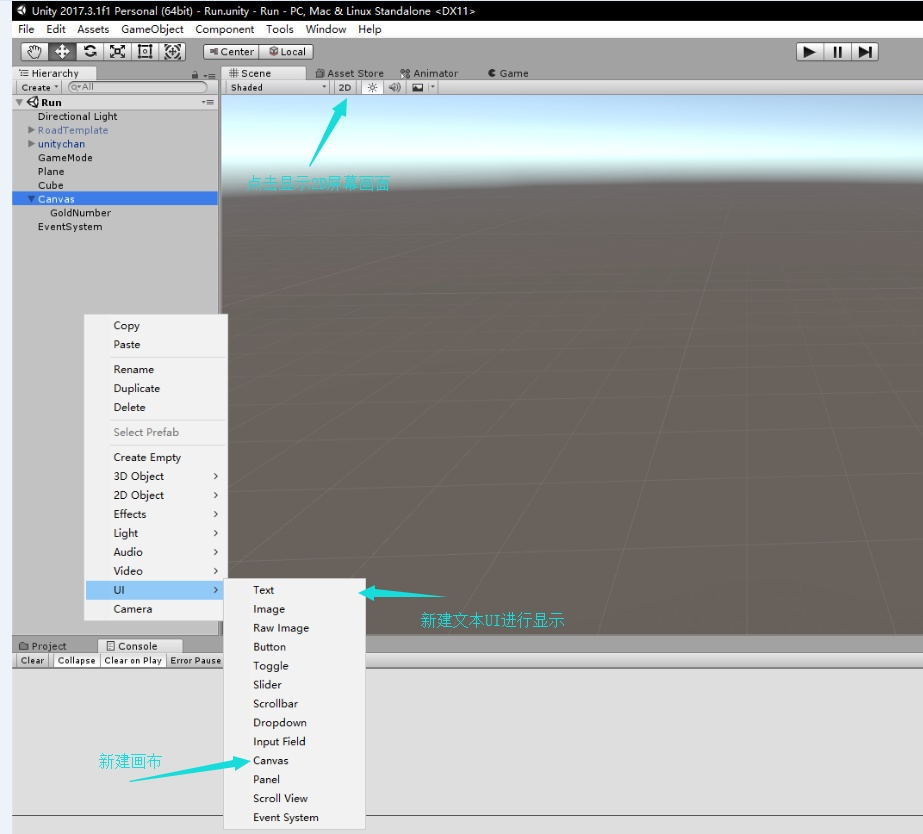 Unity 2017.3.1f1 Personal (64bit) - Run.unity - Run - PC, Mac & Linux Standalone <DX11>
File Edit Assets GameObject Component Tools Window Help
Center Local
Hierarchy Scene Asset Store Animator Game
Create All Shaded 2D
Run
Directional Light
RoadTemplate
unitychan
GameMode
Plane
Cube
Canvas
GoldNumber
EventSystem
点击显示2D屏幕画面
Copy
Paste
Rename
Duplicate
Delete
Select Prefab
Create Empty
3D Object
2D Object
Effects
Light
Audio
Video
UI
Camera
Text
Image
Raw Image
Button
Toggle
Slider
Scrollbar
Dropdown
Input Field
Canvas
Panel
Scroll View
Event System
新建文本UI进行显示
Project Console
Clear Collapse Clear on Play Error Pause
新建画布